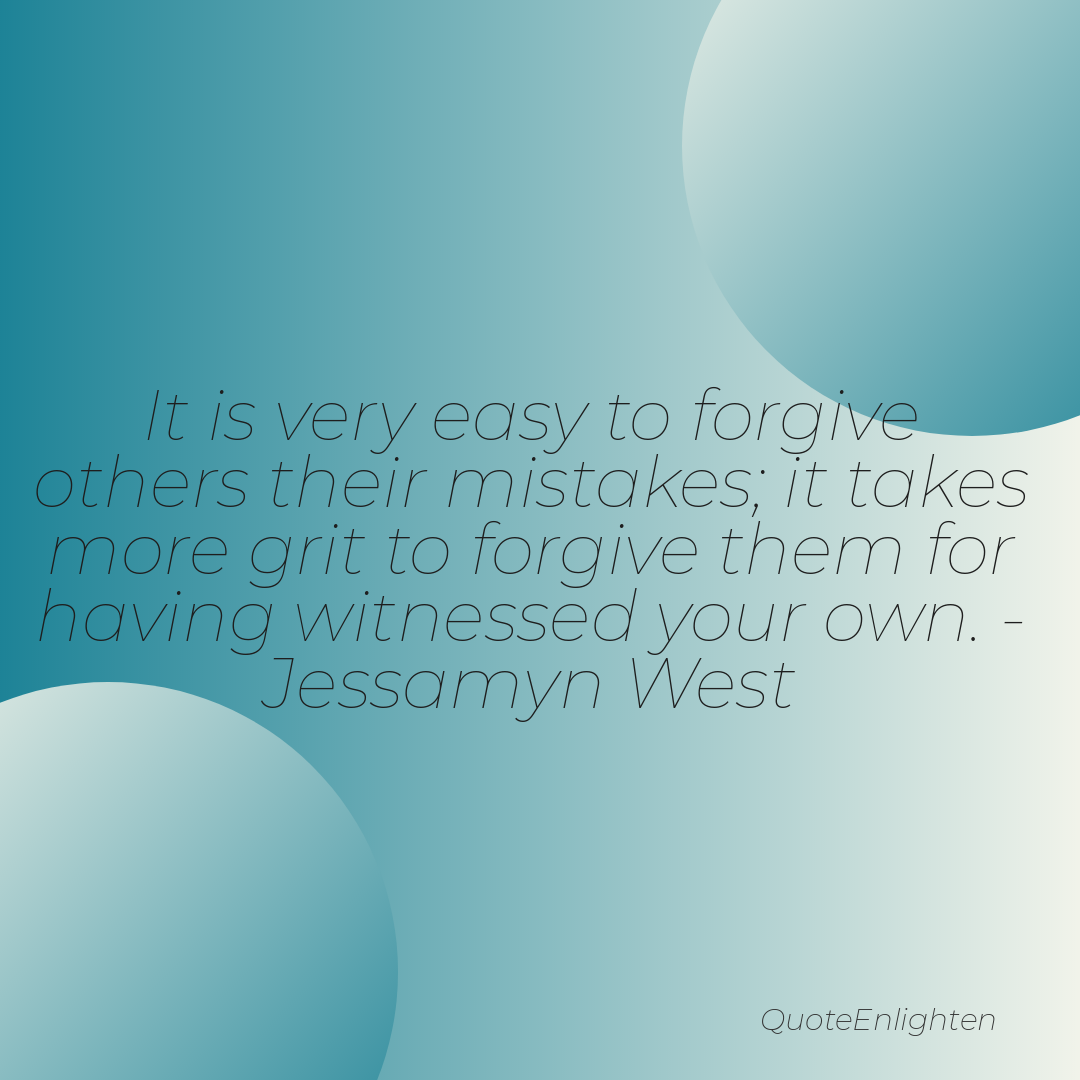 It is very easy to forgive
others their mistakes; it takes
more grit to forgive them for
having witnessed your own. -
Jessamyn West
QuoteEnlighten